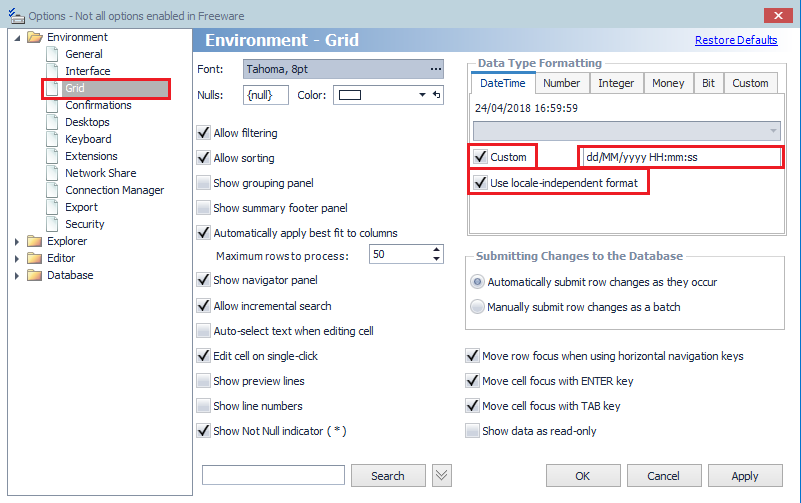 Options - Not all options enabled in Freeware
Environment
General
Interface
Grid
Confirmations
Desktops
Keyboard
Extensions
Network Share
Connection Manager
Export
Security
Explorer
Editor
Database
Environment - Grid
Restore Defaults
Font: Tahoma, 8pt ...
Nulls: {null} Color:
Allow filtering
Allow sorting
Show grouping panel
Show summary footer panel
Automatically apply best fit to columns
Maximum rows to process: 50
Show navigator panel
Allow incremental search
Auto-select text when editing cell
Edit cell on single-click
Show preview lines
Show line numbers
Show Not Null indicator ( * )
Data Type Formatting
DateTime Number Integer Money Bit Custom
24/04/2018 16:59:59
Custom dd/MM/yyyy HH:mm:ss
Use locale-independent format
Submitting Changes to the Database
Automatically submit row changes as they occur
Manually submit row changes as a batch
Move row focus when using horizontal navigation keys
Move cell focus with ENTER key
Move cell focus with TAB key
Show data as read-only
Search OK Cancel Apply